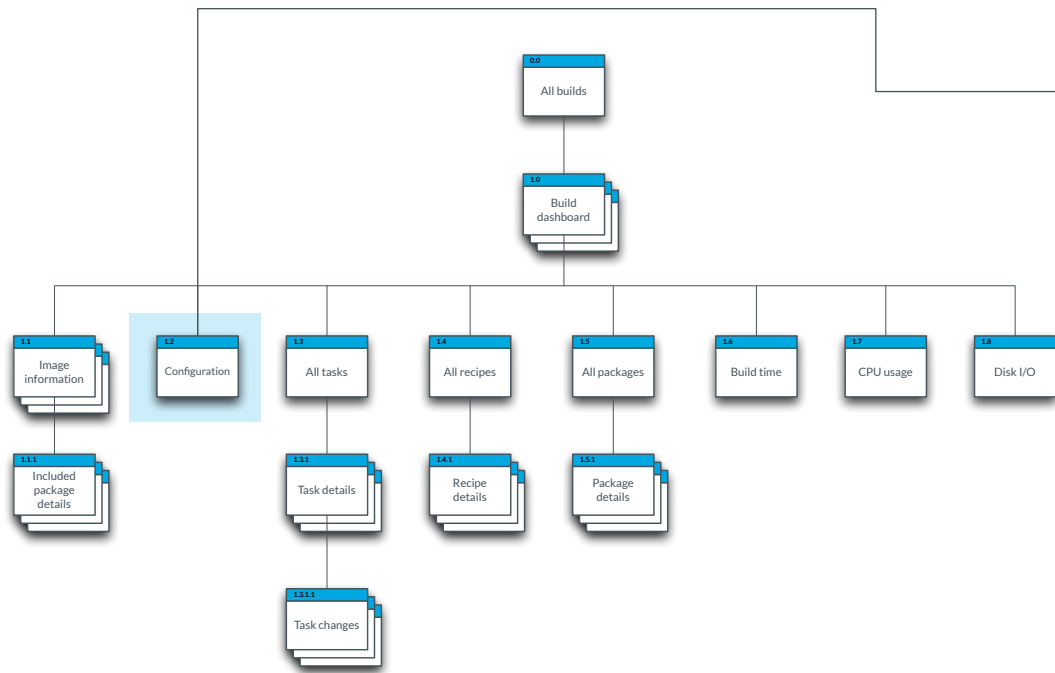 0.0
All builds
1.0
Build
dashboard
1.1
Image
information
1.2
Configuration
1.3
All tasks
1.4
All recipes
1.5
All packages
1.6
Build time
1.7
CPU usage
1.8
Disk I/O
1.1.1
Included
package
details
1.3.1
Task details
1.4.1
Recipe
details
1.5.1
Package
details
1.3.1.1
Task changes